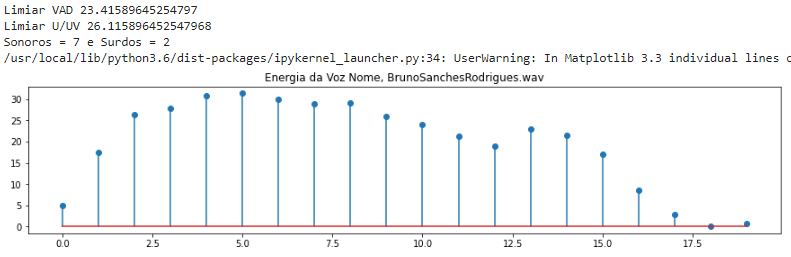 Limiar VAD 23.41589645254797
Limiar U/UV 26.115896452547968
Sonoros = 7 e Surdos = 2
/usr/local/lib/python3.6/dist-packages/ipykernel_launcher.py:34: UserWarning: In Matplotlib 3.3 individual lines
Energia da Voz Nome, BrunoSanchesRodrigues.wav
30
25
20
15
10
5
0
0.0 2.5 5.0 7.5 10.0 12.5 15.0 17.5